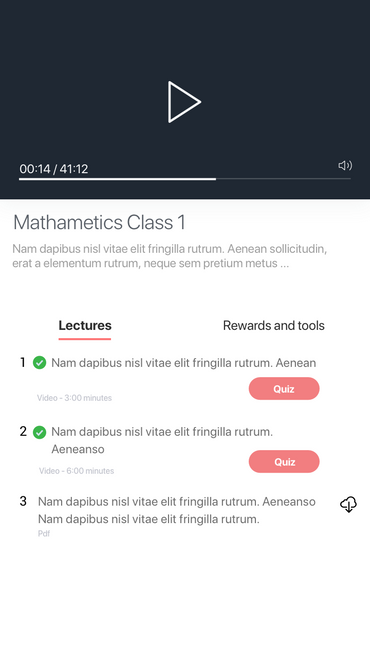 00:14 / 41:12
Mathametics Class 1
Nam dapibus nisl vitae elit fringilla rutrum. Aenean sollicitudin,
erat a elementum rutrum, neque sem pretium metus ...
Lectures Rewards and tools
1 Nam dapibus nisl vitae elit fringilla rutrum. Aenean
Quiz
Video - 3:00 minutes
2 Nam dapibus nisl vitae elit fringilla rutrum.
Aeneanso
Quiz
Video - 6:00 minutes
3 Nam dapibus nisl vitae elit fringilla rutrum. Aeneanso
Nam dapibus nisl vitae elit fringilla rutrum.
Pdf